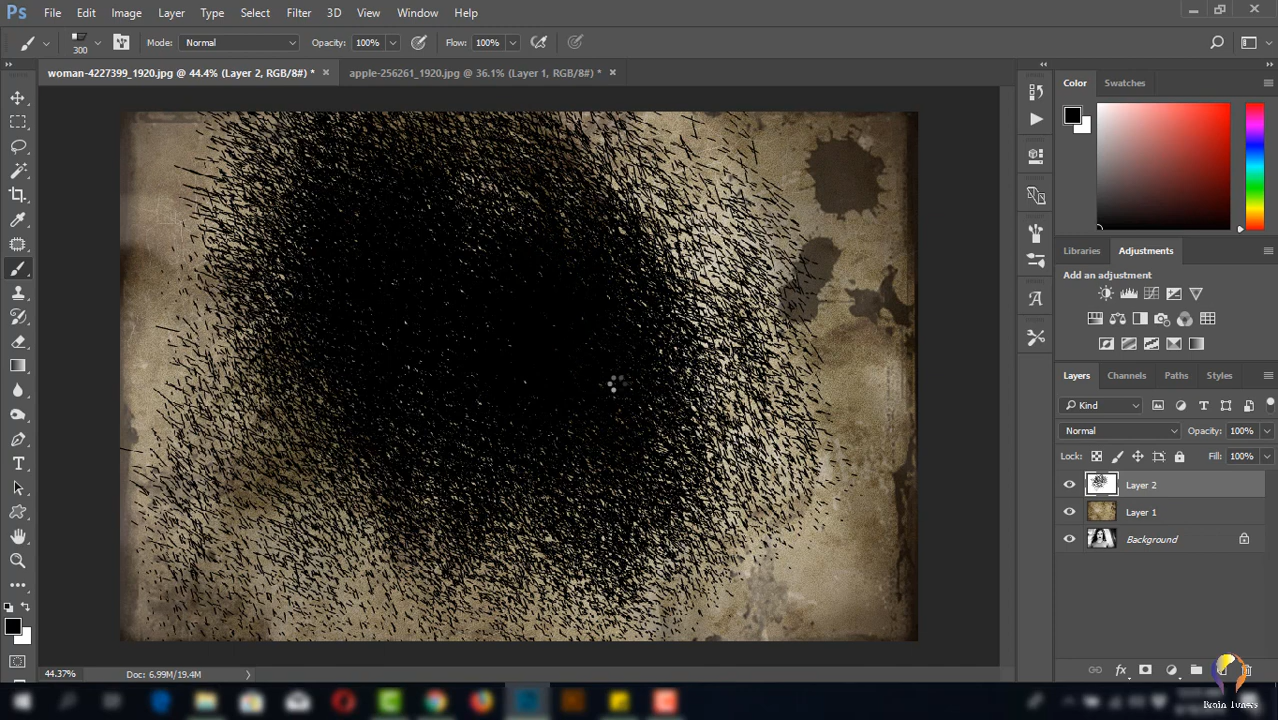 Ps File Edit Image Layer Type Select Filter 3D View Window Help
300 Mode: Normal Opacity: 100% Flow: 100%
woman-4227399_1920.jpg @ 44.4% (Layer 2, RGB/8#) * × apple-256261_1920.jpg @ 36.1% (Layer 1, RGB/8#) * ×
Color Swatches
Libraries Adjustments
Add an adjustment
Layers Channels Paths Styles
Kind
Normal Opacity: 100%
Lock: Fill: 100%
Layer 2
Layer 1
Background
44.37% Doc: 6.99M/19.4M
Brain Tunes